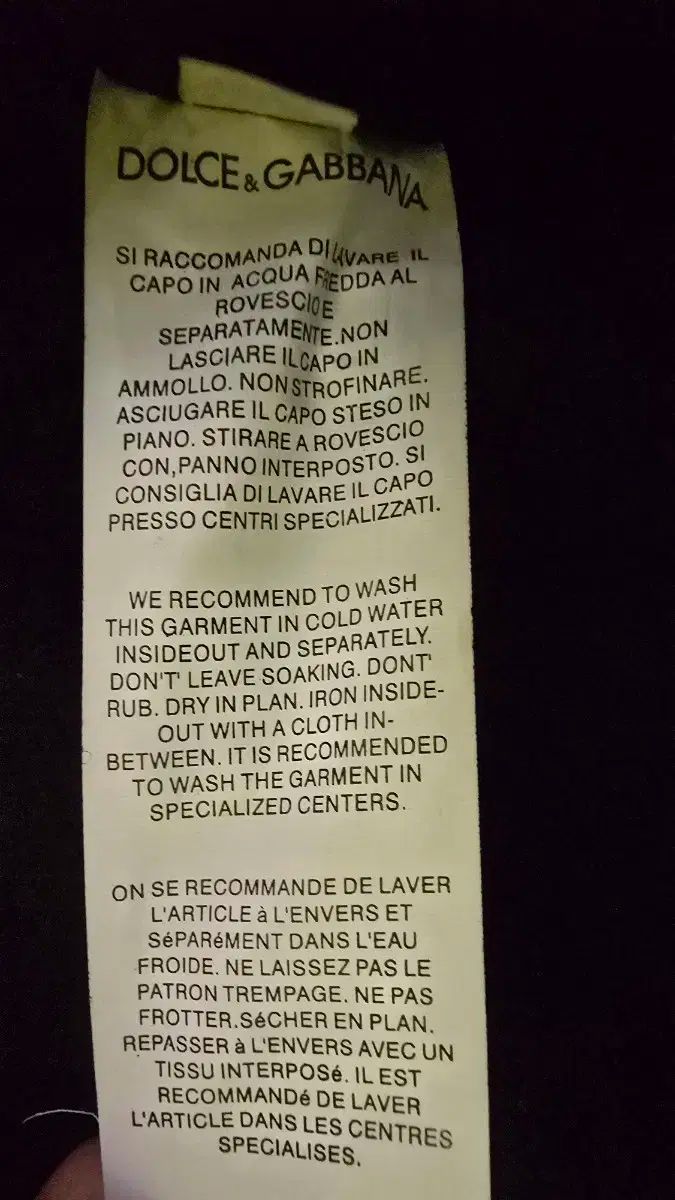 DOLCE & GABBANA
SI RACCOMANDA DI LAVARE IL
CAPO IN ACQUA FREDDA AL
ROVESCIO E
SEPARATAMENTE.NON
LASCIARE IL CAPO IN
AMMOLLO. NON STROFINARE.
ASCIUGARE IL CAPO STESO IN
PIANO. STIRARE A ROVESCIO
CON,PANNO INTERPOSTO. SI
CONSIGLIA DI LAVARE IL CAPO
PRESSO CENTRI SPECIALIZZATI.
WE RECOMMEND TO WASH
THIS GARMENT IN COLD WATER
INSIDEOUT AND SEPARATELY.
DON'T' LEAVE SOAKING. DONT'
RUB. DRY IN PLAN. IRON INSIDE-
OUT WITH A CLOTH IN-
BETWEEN. IT IS RECOMMENDED
TO WASH THE GARMENT IN
SPECIALIZED CENTERS.
ON SE RECOMMANDE DE LAVER
L'ARTICLE à L'ENVERS ET
SéPARéMENT DANS L'EAU
FROIDE. NE LAISSEZ PAS LE
PATRON TREMPAGE. NE PAS
FROTTER.SéCHER EN PLAN.
REPASSER à L'ENVERS AVEC UN
TISSU INTERPOSé. IL EST
RECOMMANDé DE LAVER
L'ARTICLE DANS LES CENTRES
SPECIALISES.